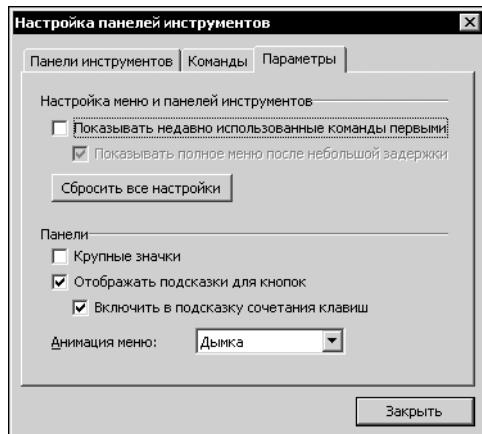 Настройка панелей инструментов
Панели инструментов Команды Параметры
Настройка меню и панелей инструментов
Показывать недавно использованные команды первыми
Показывать полное меню после небольшой задержки
Сбросить все настройки
Панели
Крупные значки
Отображать подсказки для кнопок
Включить в подсказку сочетания клавиш
Анимация меню: Дымка
Закрыть